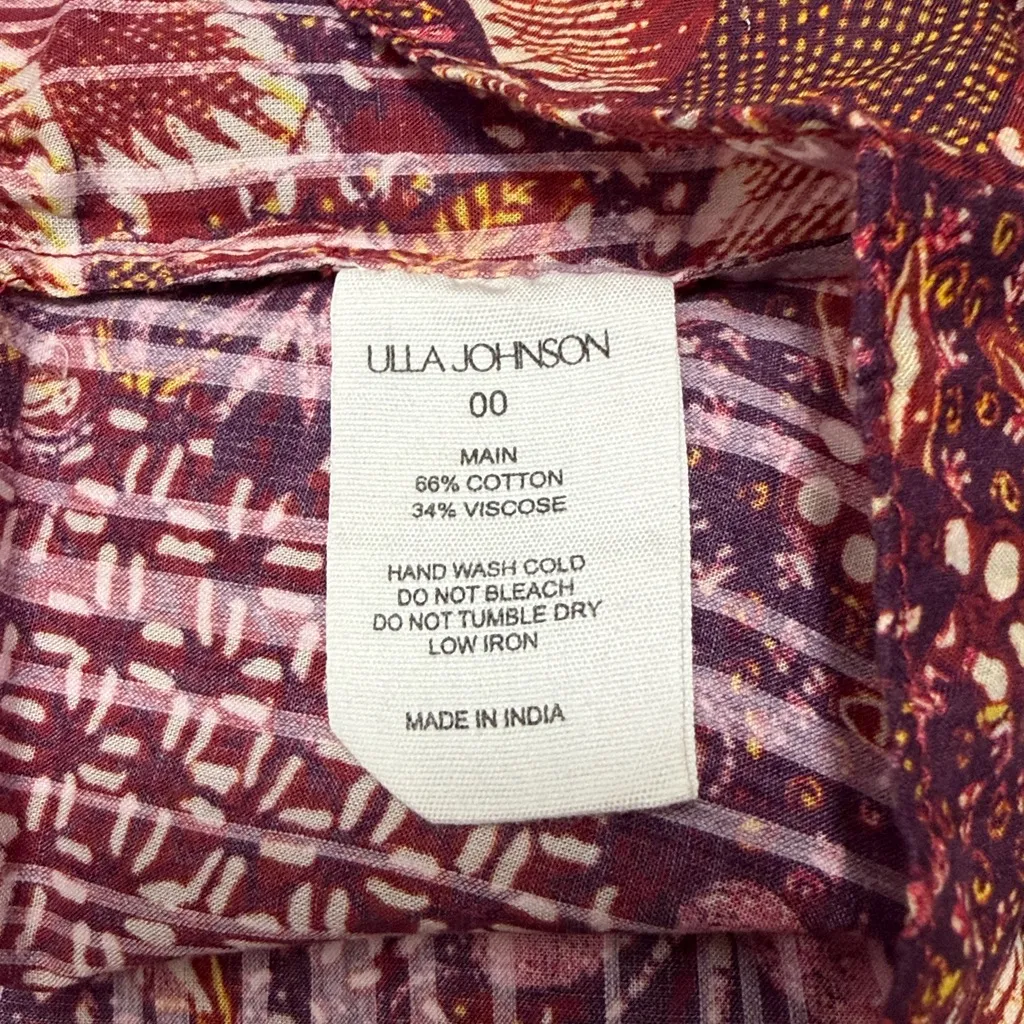 ULLA JOHNSON
00
MAIN
66% COTTON
34% VISCOSE
HAND WASH COLD
DO NOT BLEACH
DO NOT TUMBLE DRY
LOW IRON
MADE IN INDIA